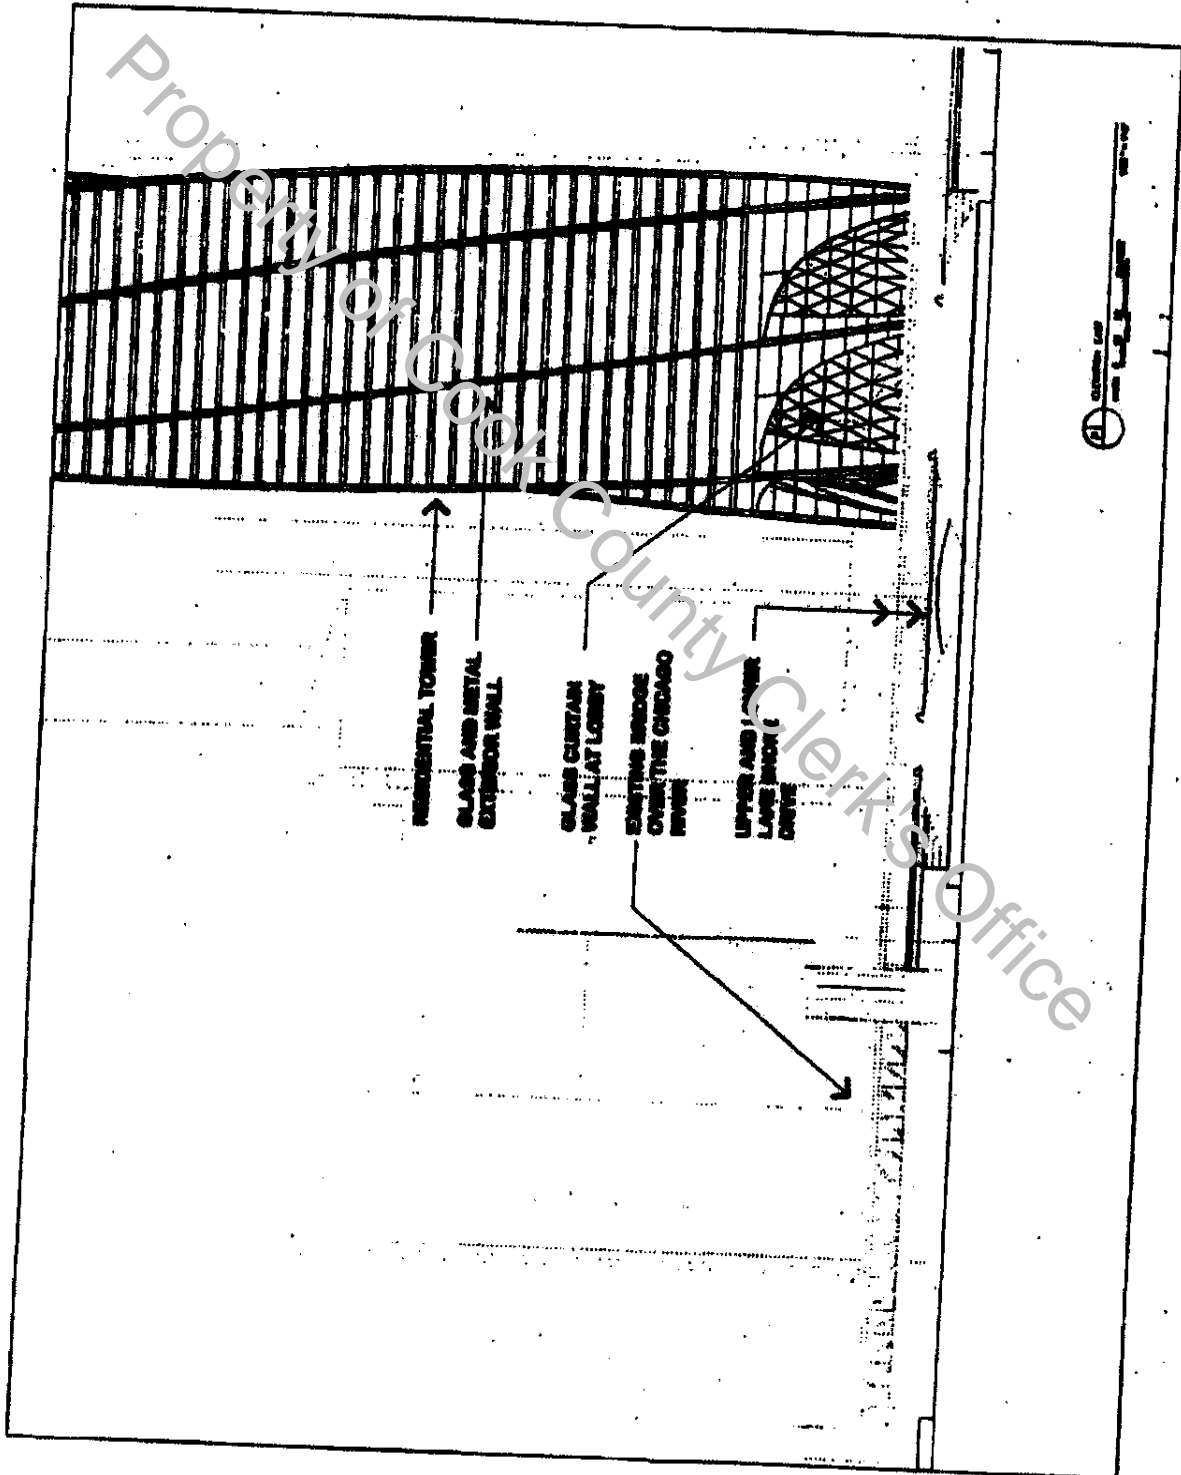 Property of Cook County Clerk's Office
RESIDENTIAL TOWER
GLASS AND METAL
EXTERIOR WALL
GLASS CURTAIN
WALL AT LOBBY
EXISTING BRIDGE
OVER THE CHICAGO
RIVER
UPPER AND LOWER
LAKE SHORE
DRIVE